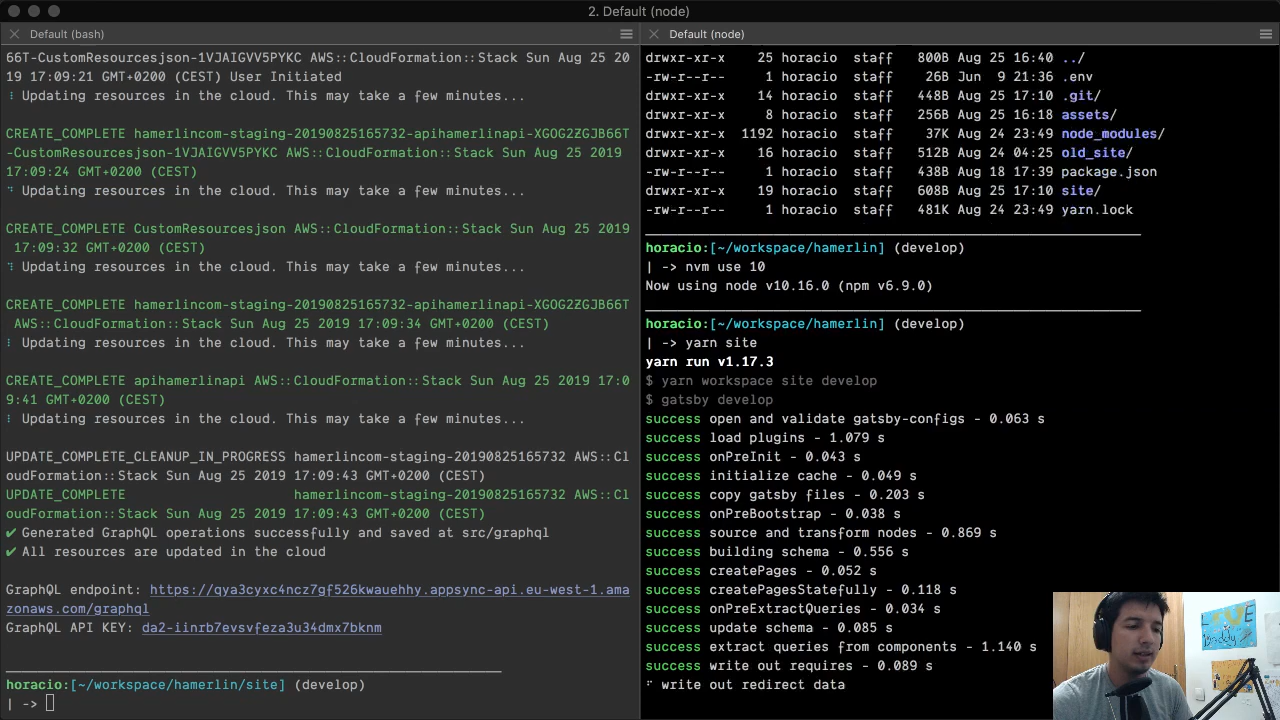 2. Default (node)
Default (bash)
66T-CustomResourcesjson-1VJAIGVV5PYKC AWS::CloudFormation::Stack Sun Aug 25 20
19 17:09:21 GMT+0200 (CEST) User Initiated
Updating resources in the cloud. This may take a few minutes...
CREATE_COMPLETE hamerlincom-staging-20190825165732-apihamerlinapi-XGOG2ZGJB66T
-CustomResourcesjson-1VJAIGVV5PYKC AWS::CloudFormation::Stack Sun Aug 25 2019
17:09:24 GMT+0200 (CEST)
Updating resources in the cloud. This may take a few minutes...
CREATE_COMPLETE CustomResourcesjson AWS::CloudFormation::Stack Sun Aug 25 2019
17:09:32 GMT+0200 (CEST)
Updating resources in the cloud. This may take a few minutes...
CREATE_COMPLETE hamerlincom-staging-20190825165732-apihamerlinapi-XGOG2ZGJB66T
AWS::CloudFormation::Stack Sun Aug 25 2019 17:09:34 GMT+0200 (CEST)
Updating resources in the cloud. This may take a few minutes...
CREATE_COMPLETE apihamerlinapi AWS::CloudFormation::Stack Sun Aug 25 2019 17:0
9:41 GMT+0200 (CEST)
Updating resources in the cloud. This may take a few minutes...
UPDATE_COMPLETE_CLEANUP_IN_PROGRESS hamerlincom-staging-20190825165732 AWS::Cl
oudFormation::Stack Sun Aug 25 2019 17:09:43 GMT+0200 (CEST)
UPDATE_COMPLETE hamerlincom-staging-20190825165732 AWS::Cl
oudFormation::Stack Sun Aug 25 2019 17:09:43 GMT+0200 (CEST)
✔ Generated GraphQL operations successfully and saved at src/graphql
✔ All resources are updated in the cloud
GraphQL endpoint: https://qya3cyxc4ncz7gf526kwauehhy.appsync-api.eu-west-1.ama
zonaws.com/graphql
GraphQL API KEY: da2-iinrb7evsvfeza3u34dmx7bknm
horacio:[~/workspace/hamerlin/site] (develop)
| ->
Default (node)
drwxr-xr-x 25 horacio staff 800B Aug 25 16:40 ../
-rw-r--r-- 1 horacio staff 26B Jun 9 21:36 .env
drwxr-xr-x 14 horacio staff 448B Aug 25 17:10 .git/
drwxr-xr-x 8 horacio staff 256B Aug 25 16:18 assets/
drwxr-xr-x 1192 horacio staff 37K Aug 24 23:49 node_modules/
drwxr-xr-x 16 horacio staff 512B Aug 24 04:25 old_site/
-rw-r--r-- 1 horacio staff 438B Aug 18 17:39 package.json
drwxr-xr-x 19 horacio staff 608B Aug 25 17:10 site/
-rw-r--r-- 1 horacio staff 481K Aug 24 23:49 yarn.lock
horacio:[~/workspace/hamerlin] (develop)
| -> nvm use 10
Now using node v10.16.0 (npm v6.9.0)
horacio:[~/workspace/hamerlin] (develop)
| -> yarn site
yarn run v1.17.3
$ yarn workspace site develop
$ gatsby develop
success open and validate gatsby-configs - 0.063 s
success load plugins - 1.079 s
success onPreInit - 0.043 s
success initialize cache - 0.049 s
success copy gatsby files - 0.203 s
success onPreBootstrap - 0.038 s
success source and transform nodes - 0.869 s
success building schema - 0.556 s
success createPages - 0.052 s
success createPagesStatefully - 0.118 s
success onPreExtractQueries - 0.034 s
success update schema - 0.085 s
success extract queries from components - 1.140 s
success write out requires - 0.089 s
write out redirect data